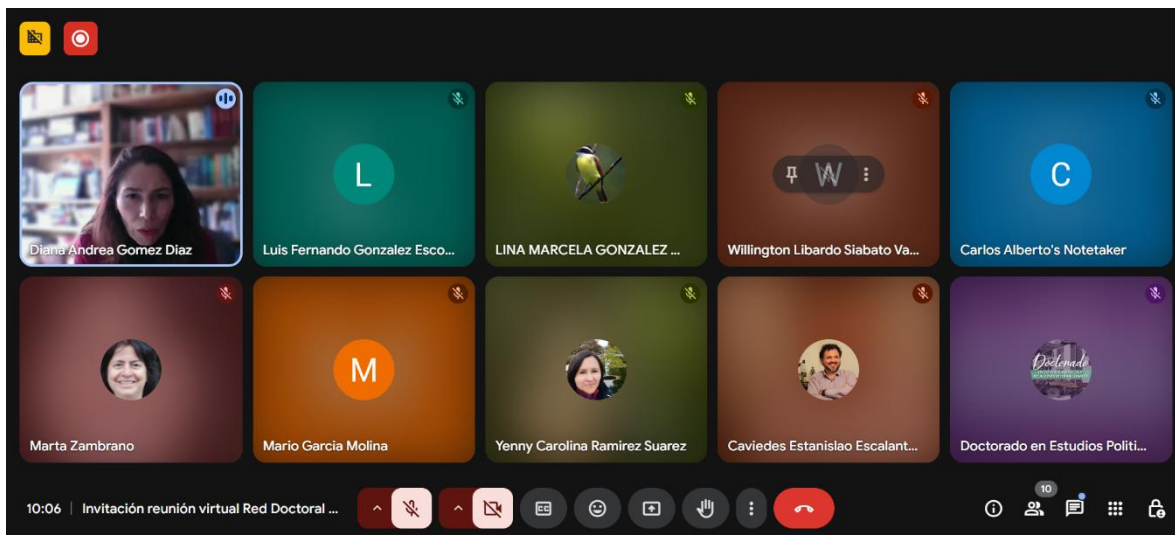 Diana Andrea Gomez Diaz
L
Luis Fernando Gonzalez Esco...
LINA MARCELA GONZALEZ ...
W
Willington Libardo Siabato Va...
C
Carlos Alberto's Notetaker
Marta Zambrano
M
Mario Garcia Molina
Yenny Carolina Ramirez Suarez
Caviedes Estanislao Escalant...
Doctorado
Doctorado en Estudios Politi...
10:06 | Invitación reunión virtual Red Doctoral ...
CC
10